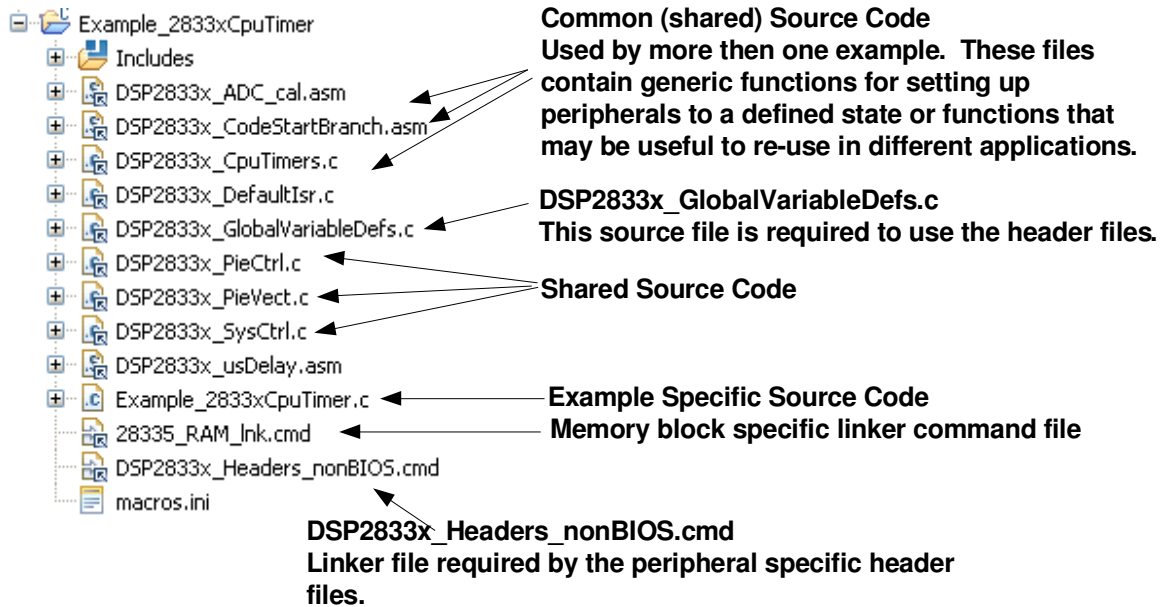 Example_2833xCpuTimer
Includes
DSP2833x_ADC_cal.asm
DSP2833x_CodeStartBranch.asm
DSP2833x_CpuTimers.c
DSP2833x_DefaultIsr.c
DSP2833x_GlobalVariableDefs.c
DSP2833x_PieCtrl.c
DSP2833x_PieVect.c
DSP2833x_SysCtrl.c
DSP2833x_usDelay.asm
Example_2833xCpuTimer.c
28335_RAM_lnk.cmd
DSP2833x_Headers_nonBIOS.cmd
macros.ini
Common (shared) Source Code
Used by more then one example. These files
contain generic functions for setting up
peripherals to a defined state or functions that
may be useful to re-use in different applications.
DSP2833x_GlobalVariableDefs.c
This source file is required to use the header files.
Shared Source Code
Example Specific Source Code
Memory block specific linker command file
DSP2833x_Headers_nonBIOS.cmd
Linker file required by the peripheral specific header
files.